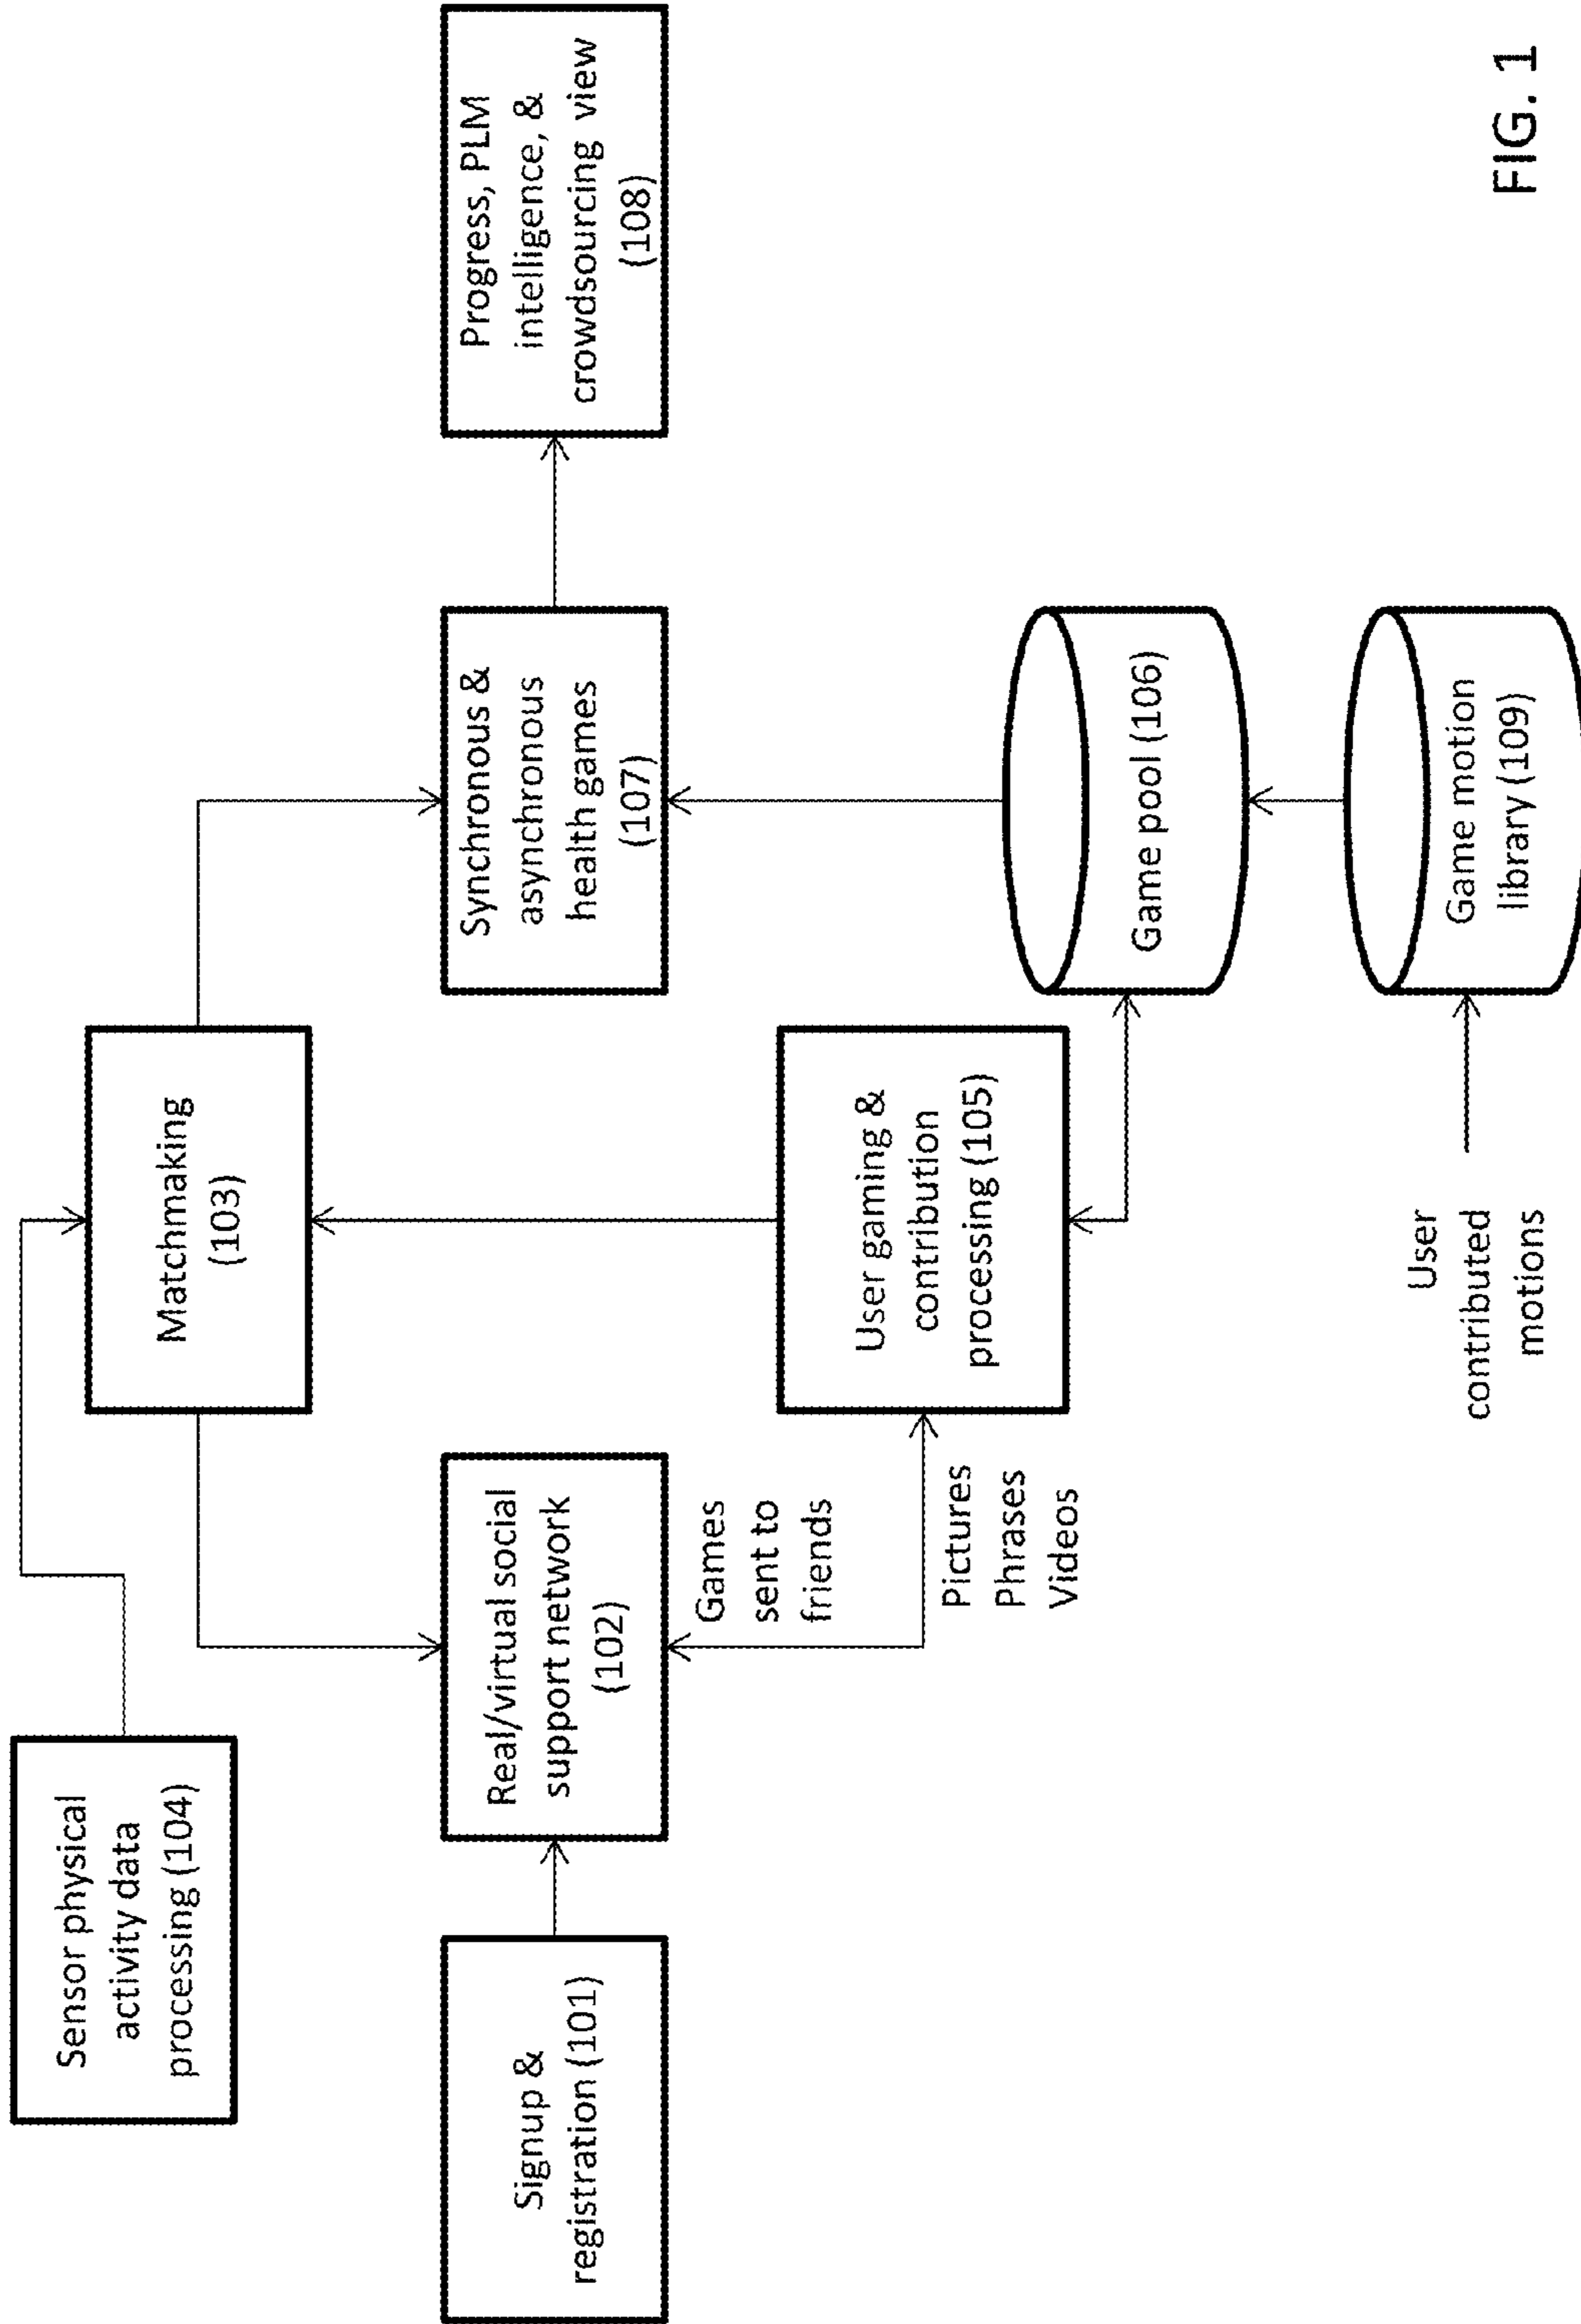 Sensor physical
activity data
processing (104)
Matchmaking
(103)
Signup &
registration (101)
Real/virtual social
support network
(102)
Synchronous &
asynchronous
health games
(107)
Progress, PLM
intelligence, &
crowdsourcing view
(108)
Games
sent to
friends
Pictures
Phrases
Videos
User gaming &
contribution
processing (105)
Game pool (106)
User
contributed
motions
Game motion
library (109)
FIG. 1